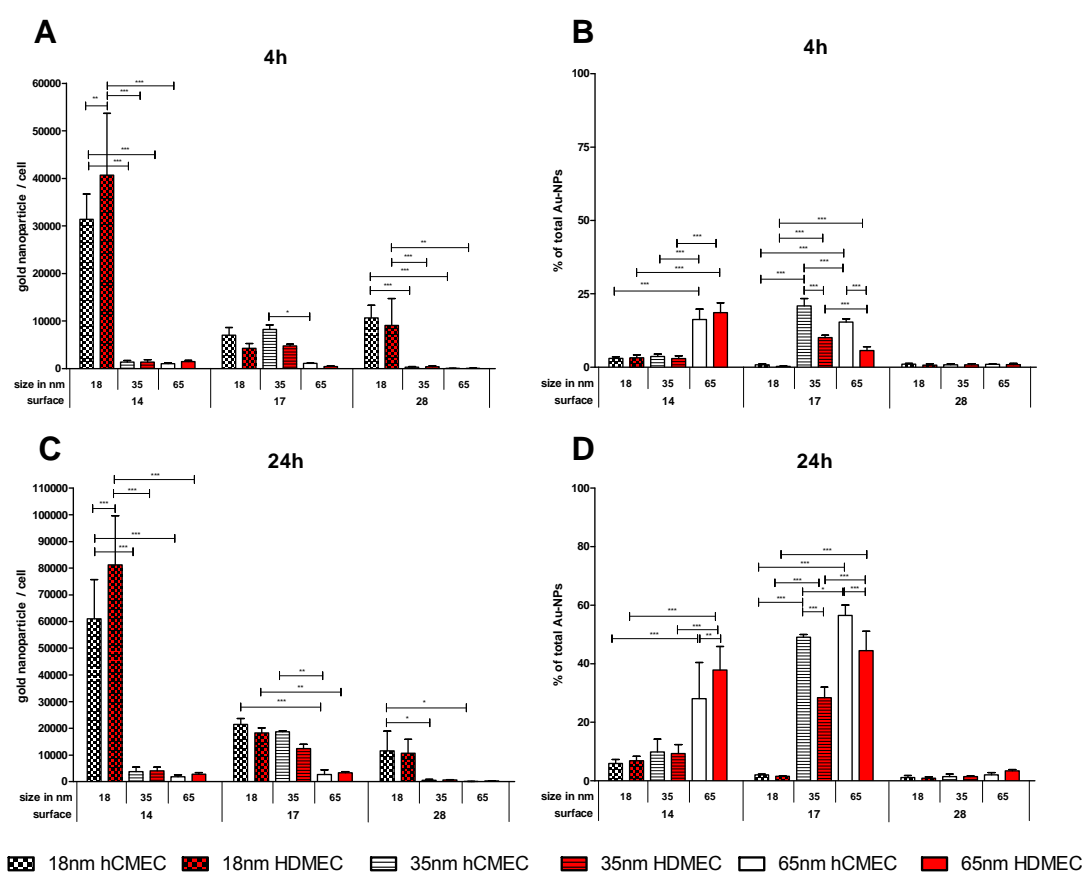 A
4h
gold nanoparticle / cell
60000
50000
40000
30000
20000
10000
0
** *** *** *** *** * ** *** *** ***
size in nm 18 35 65 18 35 65 18 35 65
surface 14 17 28
B
4h
% of total Au-NPs
100
75
50
25
0
*** *** *** *** *** *** *** *** *** *** *** *** ***
size in nm 18 35 65 18 35 65 18 35 65
surface 14 17 28
C
24h
gold nanoparticle / cell
110000
100000
90000
80000
70000
60000
50000
40000
30000
20000
10000
0
*** *** *** *** *** ** ** *** * *
size in nm 18 35 65 18 35 65 18 35 65
surface 14 17 28
D
24h
% of total Au-NPs
100
80
60
40
20
0
*** *** *** ** *** *** *** *** * *** *** ***
size in nm 18 35 65 18 35 65 18 35 65
surface 14 17 28
18nm hCMEC 18nm HDMEC 35nm hCMEC 35nm HDMEC 65nm hCMEC 65nm HDMEC